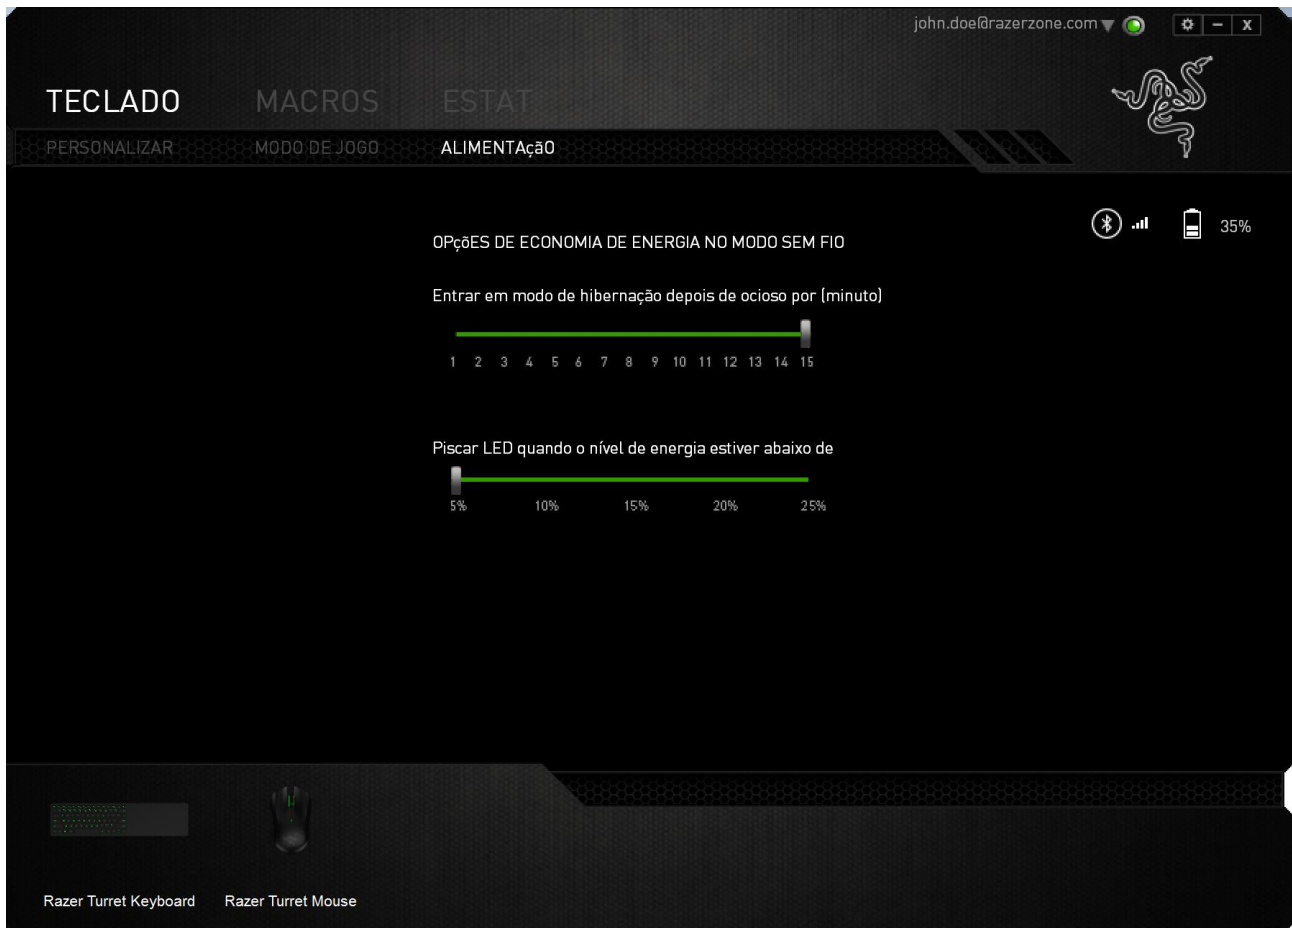 john.doe@razerzone.com
X
TECLADO MACROS ESTAT
PERSONALIZAR MODO DE JOGO ALIMENTAçãO
35%
OPçõES DE ECONOMIA DE ENERGIA NO MODO SEM FIO
Entrar em modo de hibernação depois de ocioso por (minuto)
1 2 3 4 5 6 7 8 9 10 11 12 13 14 15
Piscar LED quando o nível de energia estiver abaixo de
5% 10% 15% 20% 25%
Razer Turret Keyboard Razer Turret Mouse